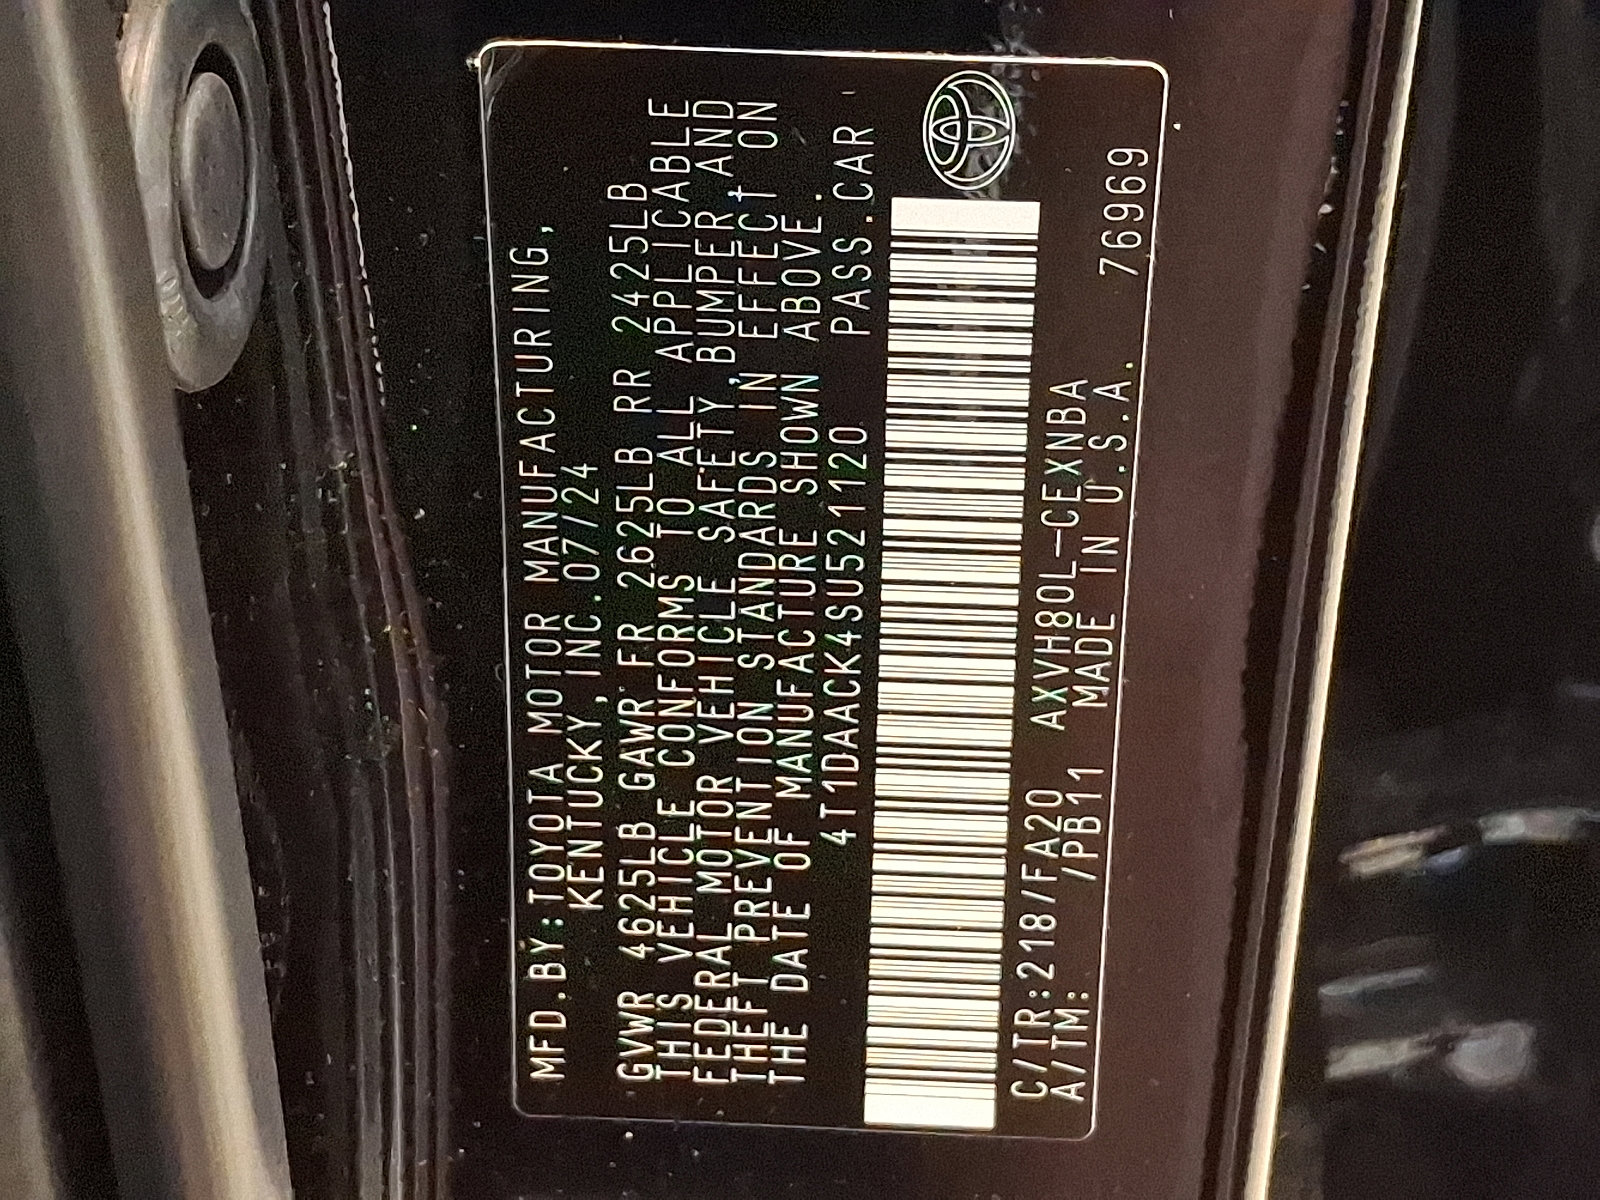 MFD.BY:TOYOTA MOTOR MANUFACTURING,
KENTUCKY,INC.07/24
GVWR 4625LB GAWR FR 2625LB RR 2425LB
THIS VEHICLE CONFORMS TO ALL APPLICABLE
FEDERAL MOTOR VEHICLE SAFETY,BUMPER,AND
THEFT PREVENTION STANDARDS IN EFFECT ON
THE DATE OF MANUFACTURE SHOWN ABOVE.
4T1DAACK4SU521120 PASS.CAR
C/TR:218/FA20 AXVH80L-CEXNBA 76969
A/TM: /PB11 MADE IN U.S.A.